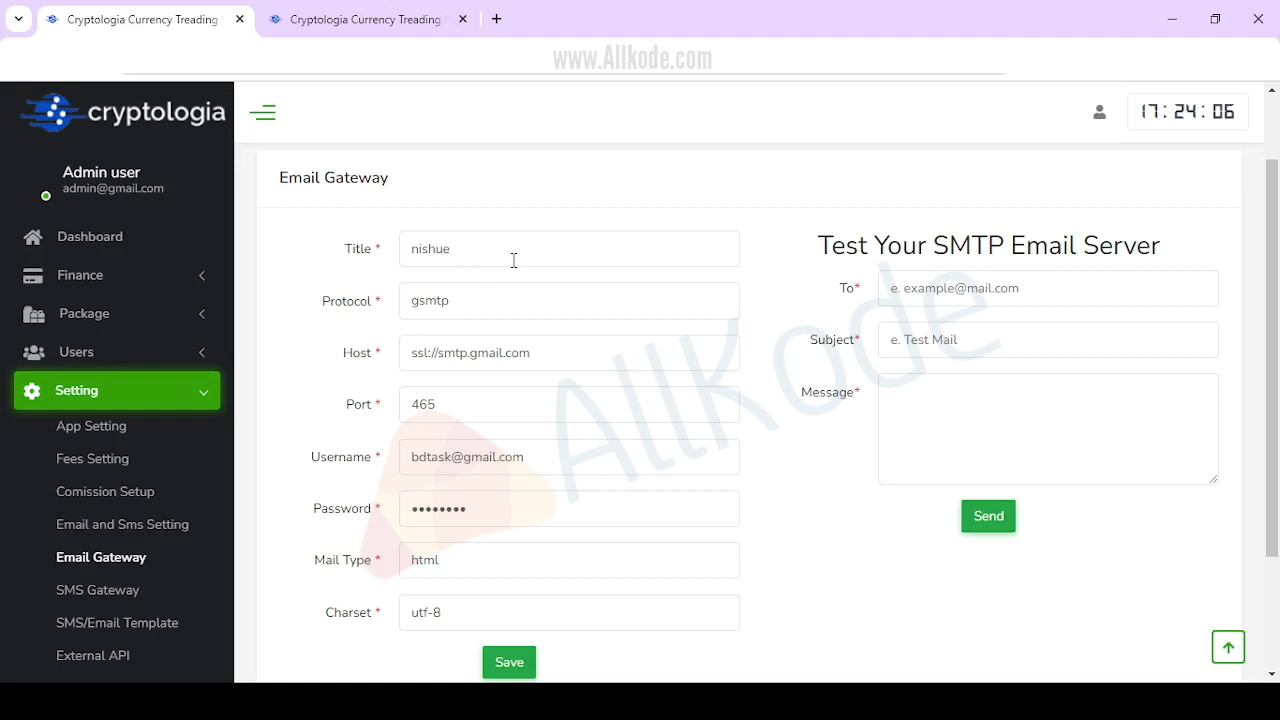 Cryptologia Currency Treading
Cryptologia Currency Treading
www.Allkode.com
cryptologia
17:24:06
Admin user
admin@gmail.com
Dashboard
Finance
Package
Users
Setting
App Setting
Fees Setting
Comission Setup
Email and Sms Setting
Email Gateway
SMS Gateway
SMS/Email Template
External API
Email Gateway
Title * nishue
Protocol * gsmtp
Host * ssl://smtp.gmail.com
Port * 465
Username * bdtask@gmail.com
Password * ••••••••
Mail Type * html
Charset * utf-8
Save
Test Your SMTP Email Server
To* e. example@mail.com
Subject* e. Test Mail
Message*
Send
AllKode